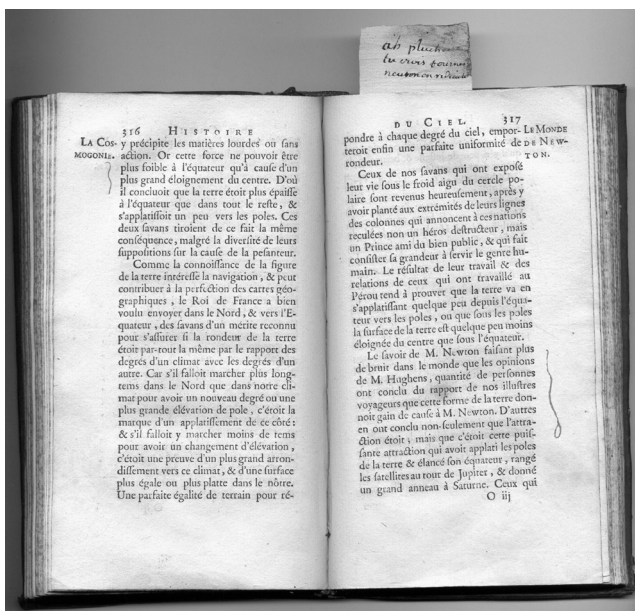 ab pluch
tu crois tourner
neuton en
316 HISTOIRE
LA COS- y précipite les matières lourdes ou sans
MOGONIE. action. Or cette force ne pouvoit être
plus foible à l'équateur qu'à cause d'un
plus grand éloignement du centre. D'où
il concluoit que la terre étoit plus épaisse
à l'équateur que dans tout le reste, &
s'applatissoit un peu vers les poles. Ces
deux savans tiroient de ce fait la même
conséquence, malgré la diversité de leurs
suppositions sur la cause de la pesanteur.
Comme la connoissance de la figure
de la terre intéresse la navigation, & peut
contribuer à la perfection des cartes géo-
graphiques, le Roi de France a bien
voulu envoyer dans le Nord, & vers l'E-
quateur, des savans d'un mérite reconnu
pour s'assurer si la rondeur de la terre
étoit par-tout la même par le rapport des
degrés d'un climat avec les degrés d'un
autre. Car s'il falloit marcher plus long-
tems dans le Nord que dans notre cli-
mat pour avoir un nouveau degré ou une
plus grande élévation de pole, c'étoit la
marque d'un applatissement de ce côté:
& s'il falloit y marcher moins de tems
pour avoir un changement d'élévation,
c'étoit une preuve d'un plus grand arron-
dissement vers ce climat, & d'une surface
plus égale ou plus platte dans le nôtre.
Une parfaite égalité de terrain pour ré-
DU CIEL. 317
pondre à chaque degré du ciel, empor- LE MONDE
teroit enfin une parfaite uniformité de DE NEW-
rondeur. TON.
Ceux de nos savans qui ont exposé
leur vie sous le froid aigu du cercle po-
laire sont revenus heureusement, après y
avoir planté aux extrémités de leurs lignes
des colonnes qui annoncent à ces nations
reculées non un héros destructeur, mais
un Prince ami du bien public, & qui fait
consister sa grandeur à servir le genre hu-
main. Le résultat de leur travail & des
relations de ceux qui ont travaillé au
Pérou tend à prouver que la terre va en
s'applatissant quelque peu depuis l'équa-
teur vers les poles, ou que sous les poles
la surface de la terre est quelque peu moins
éloignée du centre que sous l'équateur.
Le savoir de M. Newton faisant plus
de bruit dans le monde que les opinions
de M. Hughens, quantité de personnes
ont conclu du rapport de nos illustres
voyageurs que cette forme de la terre don-
noit gain de cause à M. Newton. D'autres
en ont conclu non-seulement que l'attra-
ction étoit; mais que c'étoit cette puis-
sante attraction qui avoit applati les poles
de la terre & élancé son équateur, rangé
les satellites au tour de Jupiter, & donné
un grand anneau à Saturne. Ceux qui
O iij